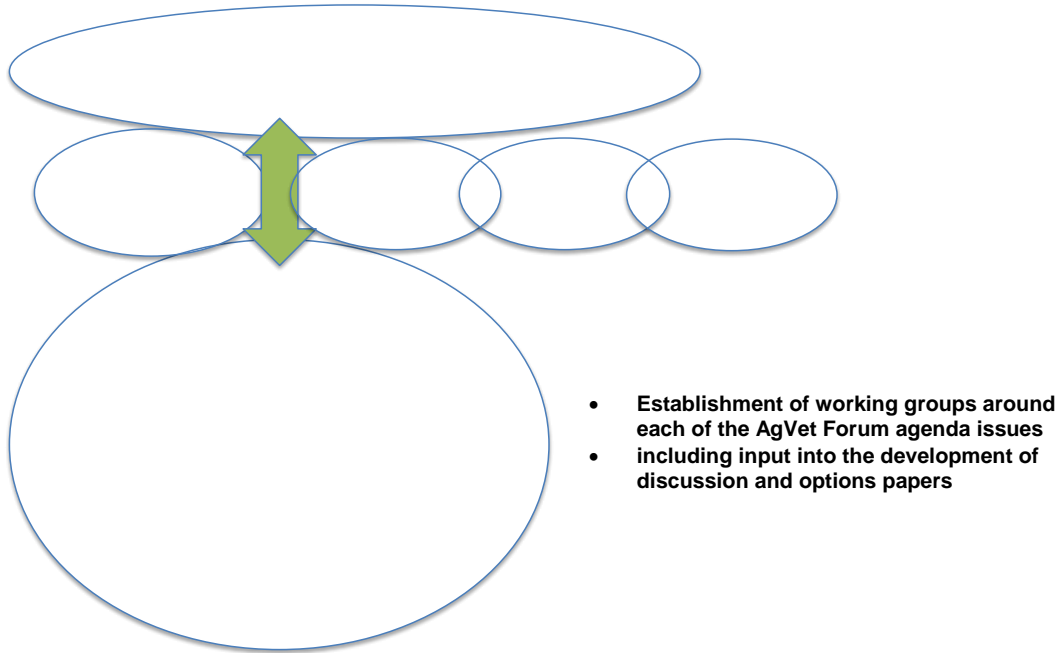 • Establishment of working groups around
each of the AgVet Forum agenda issues
• including input into the development of
discussion and options papers